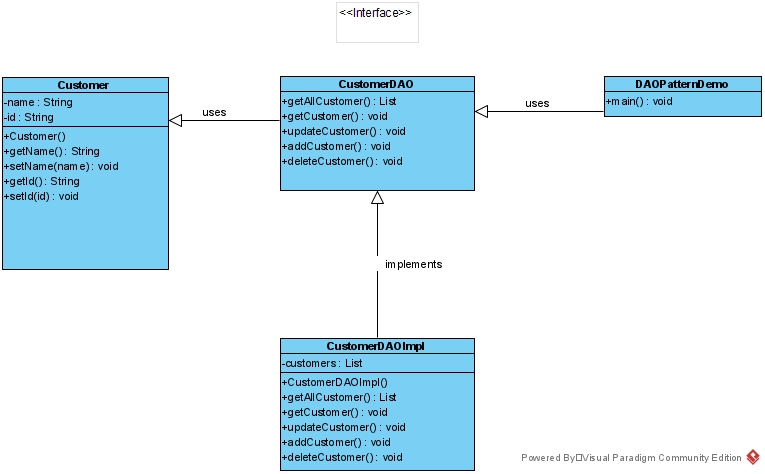 <<Interface>>
Customer
-name : String
-id : String
+Customer()
+getName() : String
+setName(name) : void
+getId() : String
+setId(id) : void
uses
CustomerDAO
+getAllCustomer() : List
+getCustomer() : void
+updateCustomer() : void
+addCustomer() : void
+deleteCustomer() : void
uses
DAOPatternDemo
+main() : void
implements
CustomerDAOImpl
-customers : List
+CustomerDAOImpl()
+getAllCustomer() : List
+getCustomer() : void
+updateCustomer() : void
+addCustomer() : void
+deleteCustomer() : void
Powered By Visual Paradigm Community Edition